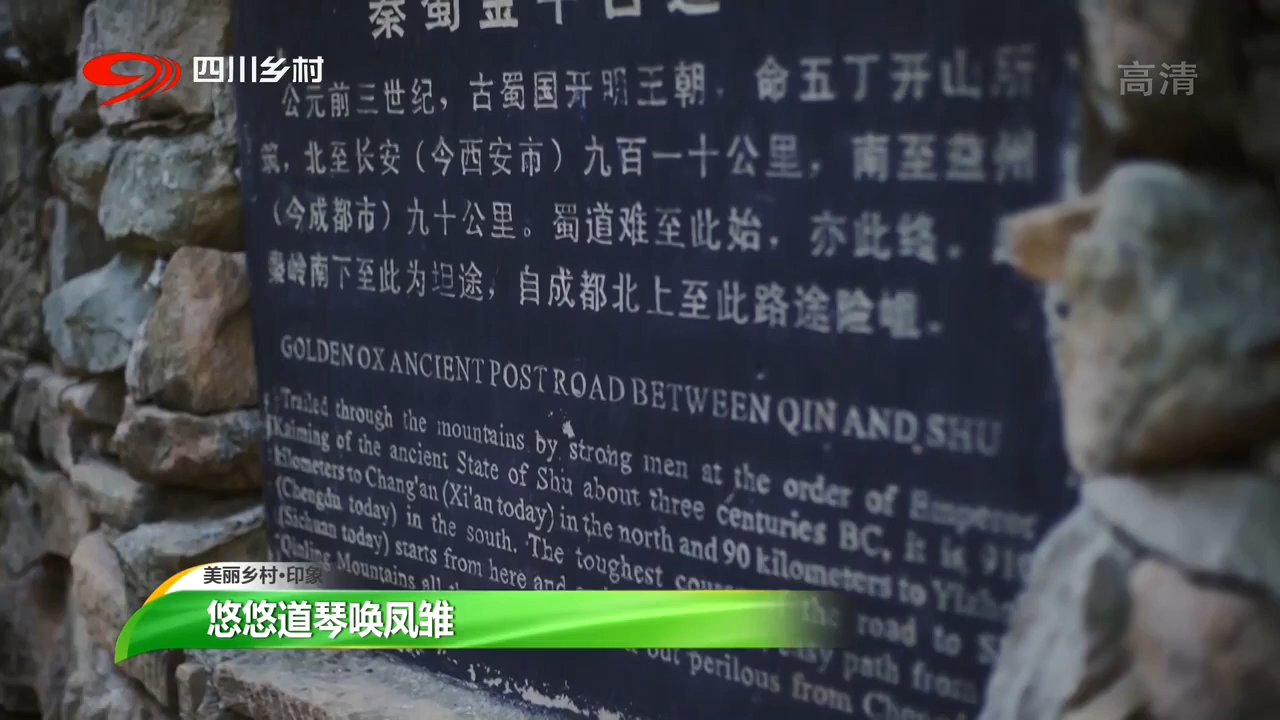 秦蜀金牛古道
四川乡村
高清
公元前三世纪，古蜀国开明王朝，命五丁开山所
筑，北至长安（今西安市）九百一十公里，南至益州
（今成都市）九十公里。蜀道难至此始，亦此终。
秦岭南下至此为坦途，自成都北上至此路途险岖。
GOLDEN OX ANCIENT POST ROAD BETWEEN QIN AND SHU
Trailed through the mountains by strong men at the order of Emperor
Kaiming of the ancient State of Shu about three centuries BC, it is 910
kilometers to Chang'an (Xi'an today) in the north and 90 kilometers to Yizhou
(Chengdu today) in the south. The toughest the road to
(Sichuan today) starts from here and path from
Qinling Mountains all but perilous from
美丽乡村·印象
悠悠道琴唤凤雏